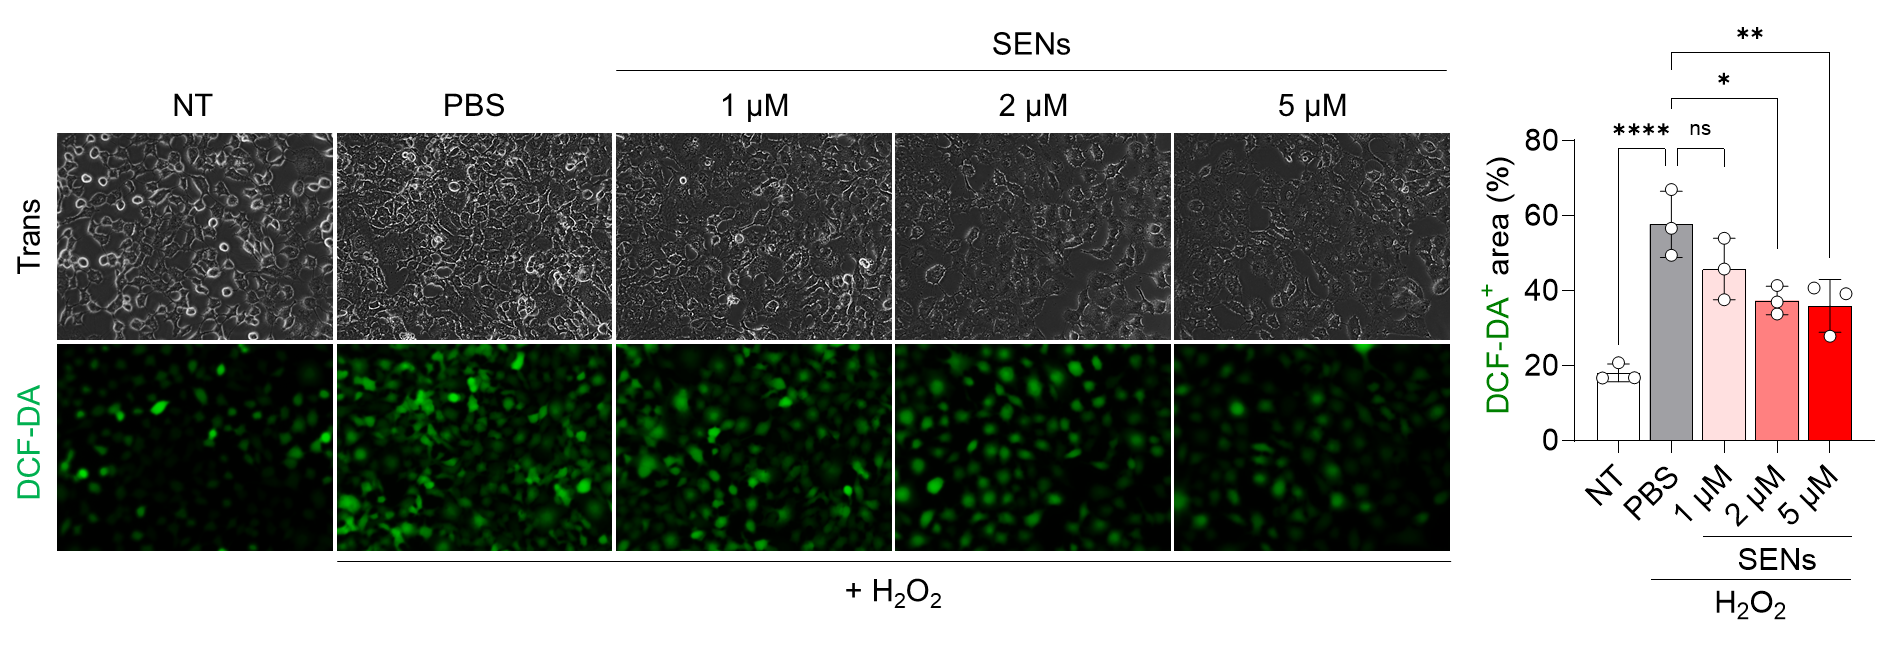 SENs
NT PBS 1 µM 2 µM 5 µM
Trans
DCF-DA
+ H₂O₂
**
*
**** ns
DCF-DA⁺ area (%)
80
60
40
20
0
NT PBS 1 µM 2 µM 5 µM
SENs
H₂O₂